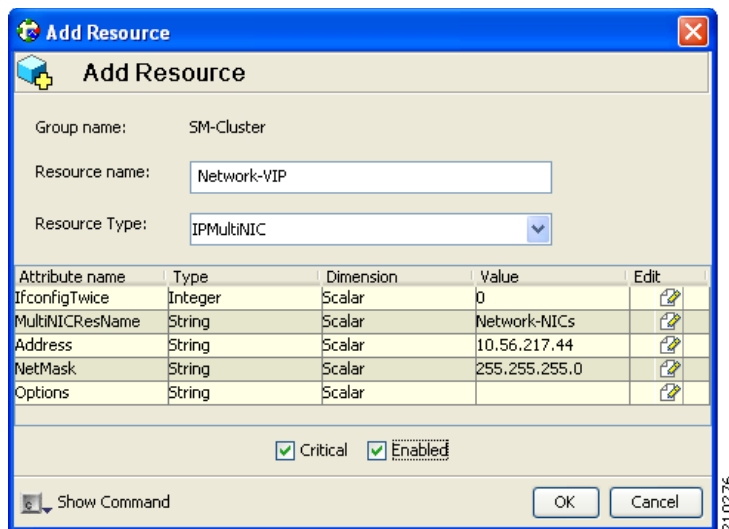 Add Resource
Add Resource
Group name: SM-Cluster
Resource name: Network-VIP
Resource Type: IPMultiNIC
Attribute name Type Dimension Value Edit
IfconfigTwice Integer Scalar 0
MultiNICResName String Scalar Network-NICs
Address String Scalar 10.56.217.44
NetMask String Scalar 255.255.255.0
Options String Scalar
Critical Enabled
Show Command OK Cancel
210276